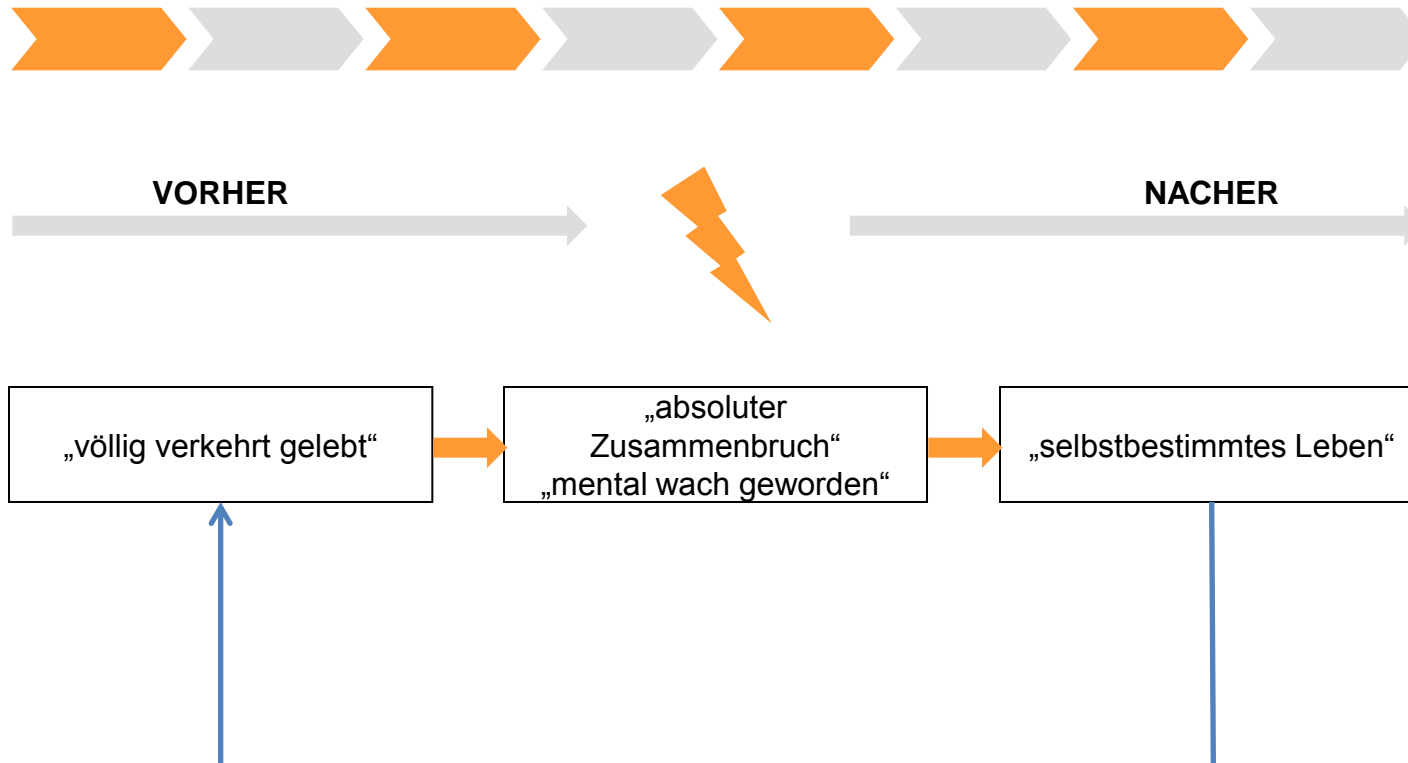 VORHER
NACHER
„völlig verkehrt gelebt“
„absoluter
Zusammenbruch“
„mental wach geworden“
„selbstbestimmtes Leben“